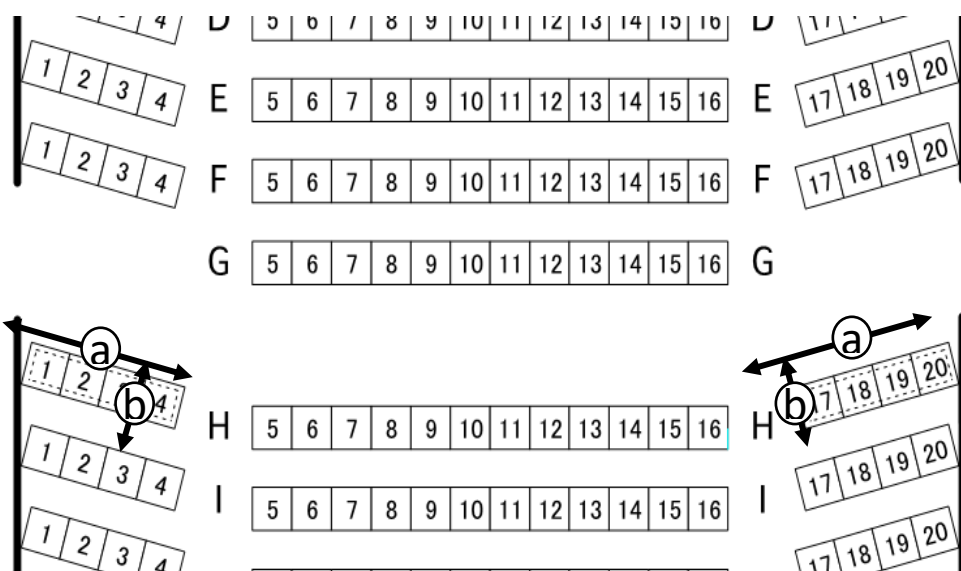 4 D 5 6 7 8 9 10 11 12 13 14 15 16 17
1 2 3 4 E 5 6 7 8 9 10 11 12 13 14 15 16 E 17 18 19 20
1 2 3 4 F 5 6 7 8 9 10 11 12 13 14 15 16 F 17 18 19 20
G 5 6 7 8 9 10 11 12 13 14 15 16 G
a a
b b
1 2 4 H 5 6 7 8 9 10 11 12 13 14 15 16 H 17 18 19 20
1 2 3 4 I 5 6 7 8 9 10 11 12 13 14 15 16 I 17 18 19 20
1 2 3 4 17 18 19 20